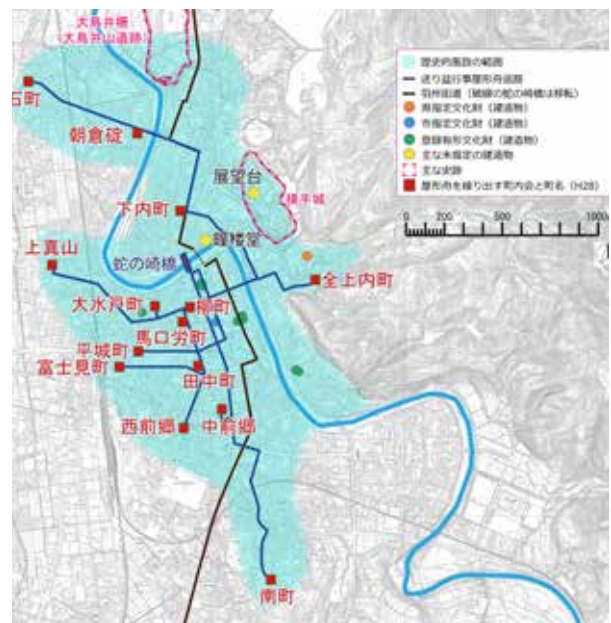 大鳥井柵
(大鳥井山遺跡)
歴史的風致の範囲
送り盆行事屋形舟巡路
羽州街道(破線の蛇の崎橋は移転)
県指定文化財(建造物)
市指定文化財(建造物)
登録有形文化財(建造物)
主な未指定の建造物
主な史跡
屋形舟を繰り出す町内会と町名(H28)
0 100 200 500 1000
石町
朝倉碇
展望台
横手城
下内町
鐘楼堂
上真山
蛇の崎橋
全上内町
大水戸町
柳町
馬口労町
平城町
富士見町
田中町
西前郷
中前郷
南町